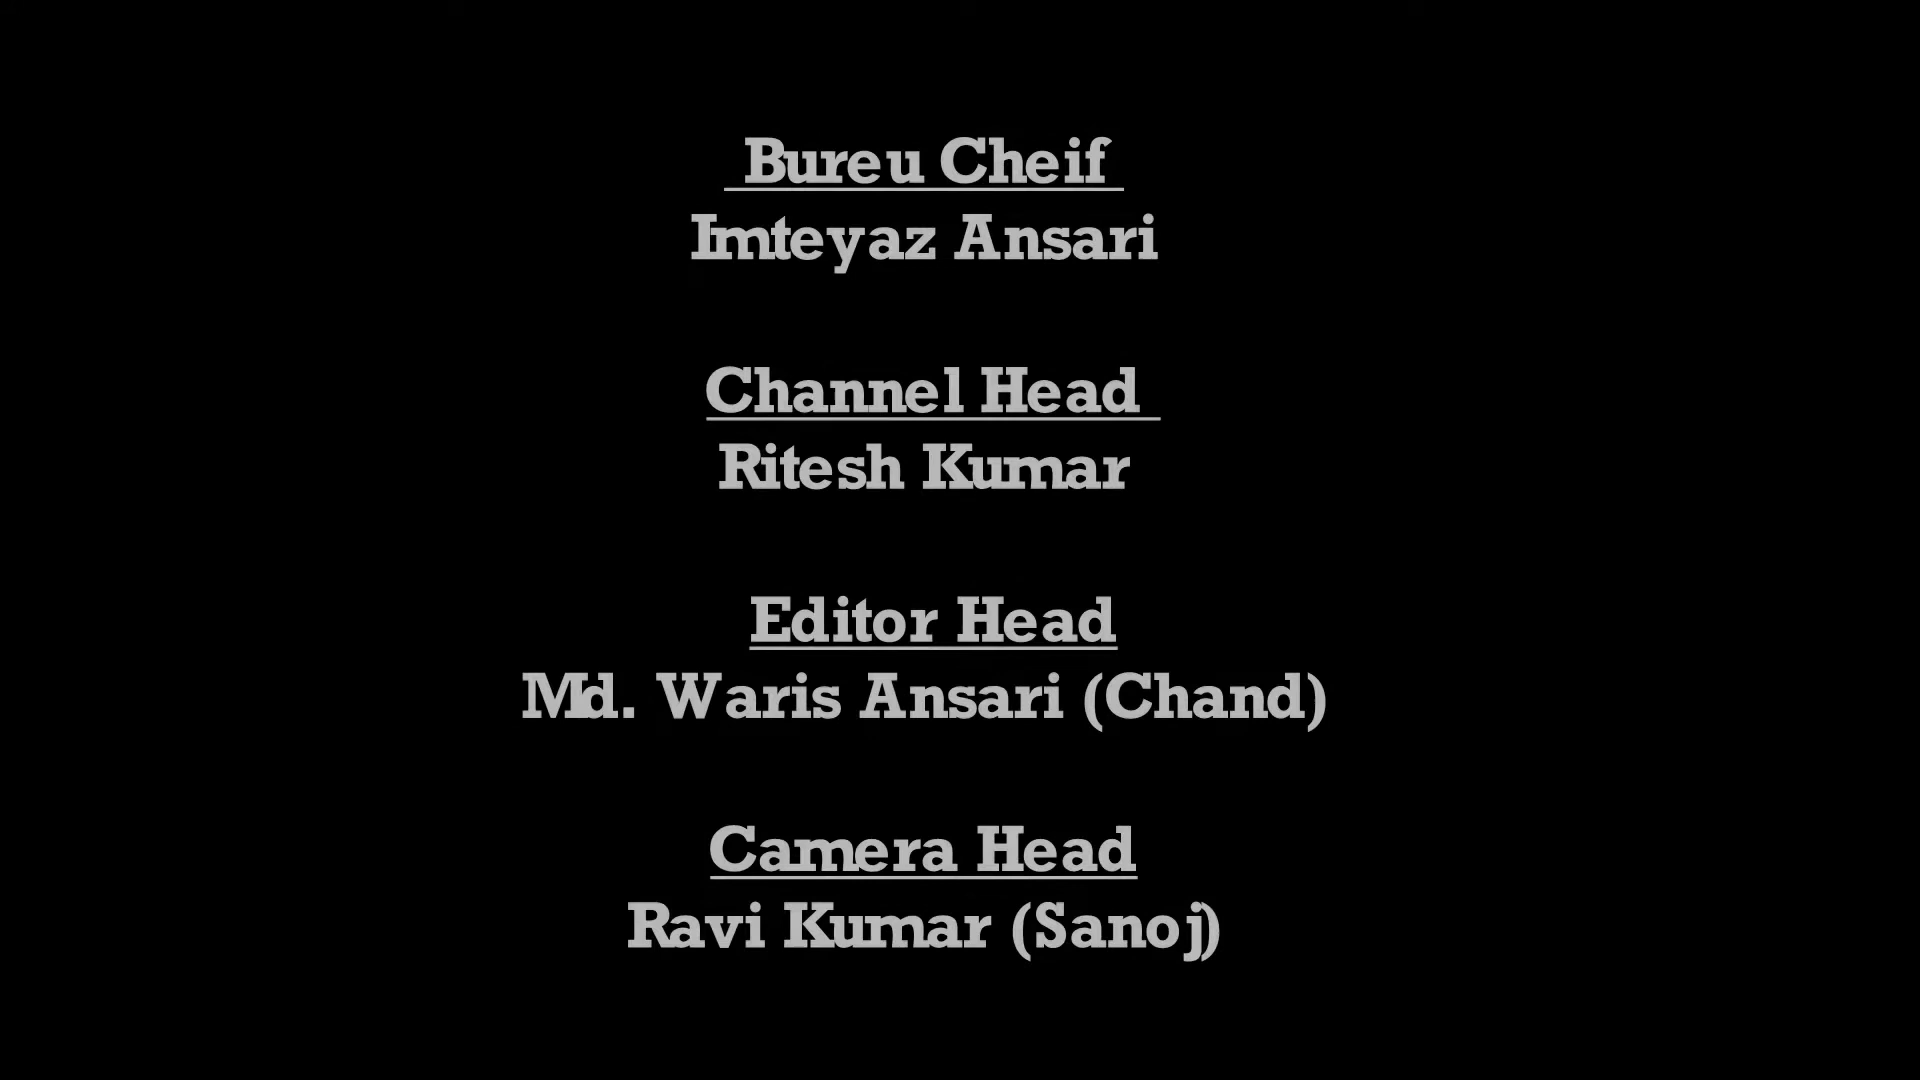 Bureu Cheif
Imteyaz Ansari
Channel Head
Ritesh Kumar
Editor Head
Md. Waris Ansari (Chand)
Camera Head
Ravi Kumar (Sanoj)